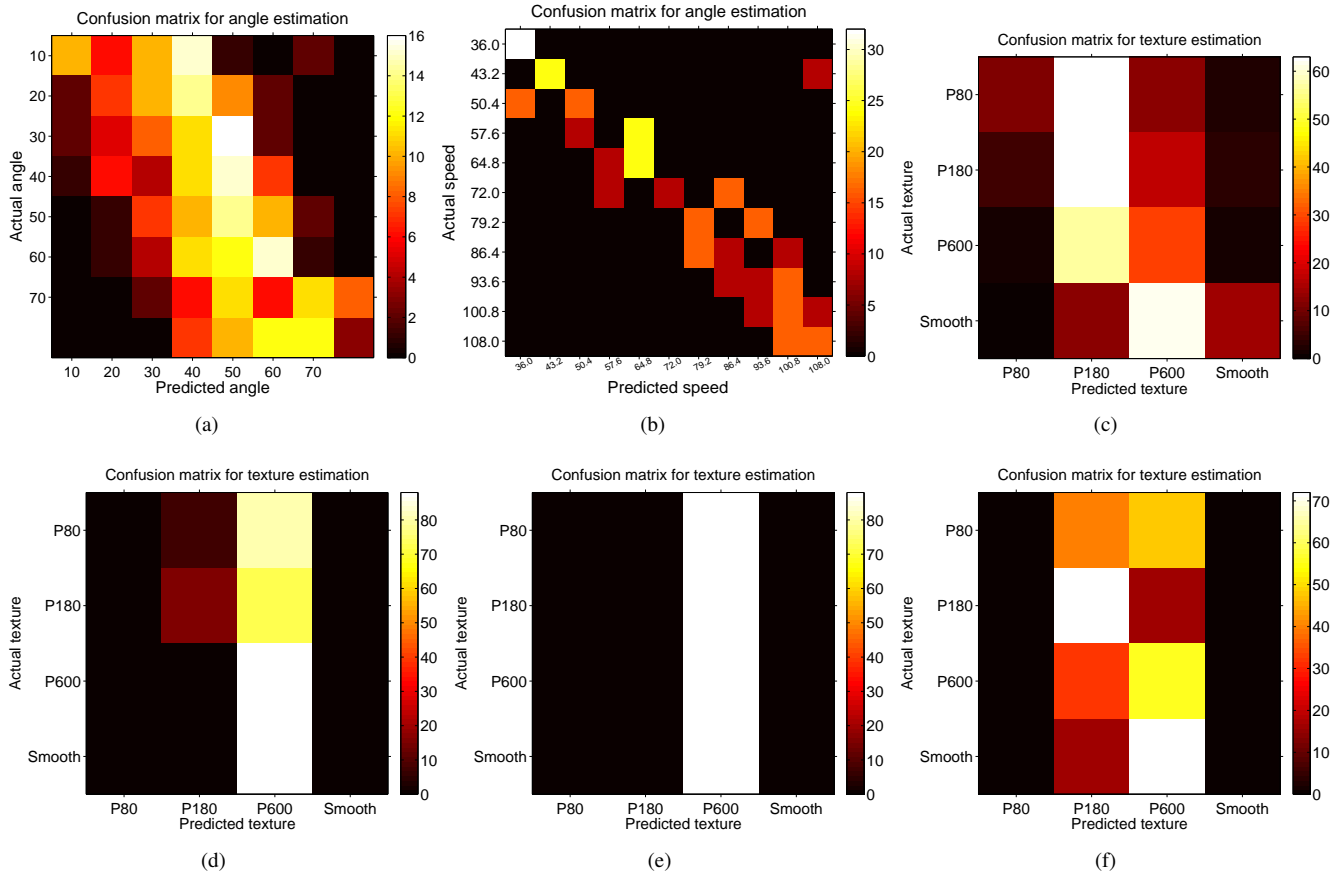 Confusion matrix for angle estimation
Actual angle
10
20
30
40
50
60
70
10 20 30 40 50 60 70
Predicted angle
16
14
12
10
8
6
4
2
0
(a)
Confusion matrix for angle estimation
Actual speed
36.0
43.2
50.4
57.6
64.8
72.0
79.2
86.4
93.6
100.8
108.0
36.0 43.2 50.4 57.6 64.8 72.0 79.2 86.4 93.6 100.8 108.0
Predicted speed
30
25
20
15
10
5
0
(b)
Confusion matrix for texture estimation
Actual texture
P80
P180
P600
Smooth
P80 P180 P600 Smooth
Predicted texture
60
50
40
30
20
10
0
(c)
Confusion matrix for texture estimation
Actual texture
P80
P180
P600
Smooth
P80 P180 P600 Smooth
Predicted texture
80
70
60
50
40
30
20
10
0
(d)
Confusion matrix for texture estimation
Actual texture
P80
P180
P600
Smooth
P80 P180 P600 Smooth
Predicted texture
80
70
60
50
40
30
20
10
0
(e)
Confusion matrix for texture estimation
Actual texture
P80
P180
P600
Smooth
P80 P180 P600 Smooth
Predicted texture
70
60
50
40
30
20
10
0
(f)